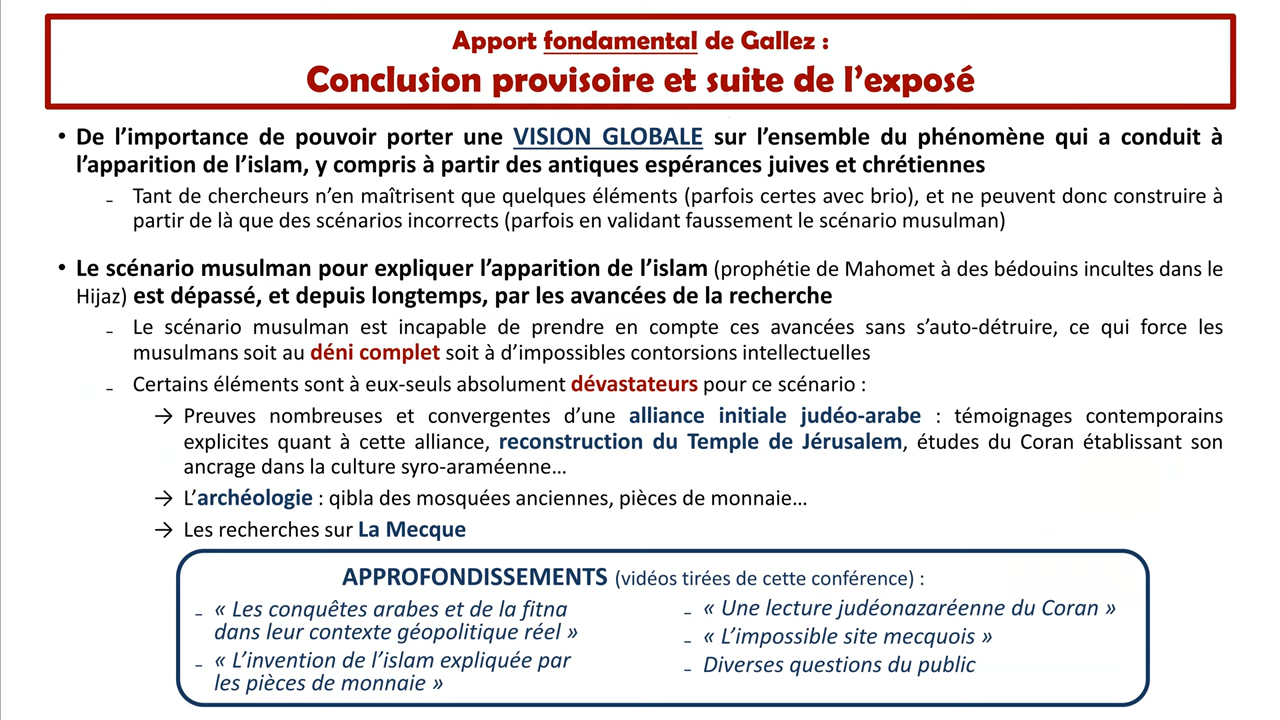 Apport fondamental de Gallez :
Conclusion provisoire et suite de l’exposé
• De l’importance de pouvoir porter une VISION GLOBALE sur l’ensemble du phénomène qui a conduit à
l’apparition de l’islam, y compris à partir des antiques espérances juives et chrétiennes
– Tant de chercheurs n’en maîtrisent que quelques éléments (parfois certes avec brio), et ne peuvent donc construire à
partir de là que des scénarios incorrects (parfois en validant faussement le scénario musulman)
• Le scénario musulman pour expliquer l’apparition de l’islam (prophétie de Mahomet à des bédouins incultes dans le
Hijaz) est dépassé, et depuis longtemps, par les avancées de la recherche
– Le scénario musulman est incapable de prendre en compte ces avancées sans s’auto-détruire, ce qui force les
musulmans soit au déni complet soit à d’impossibles contorsions intellectuelles
– Certains éléments sont à eux-seuls absolument dévastateurs pour ce scénario :
→ Preuves nombreuses et convergentes d’une alliance initiale judéo-arabe : témoignages contemporains
explicites quant à cette alliance, reconstruction du Temple de Jérusalem, études du Coran établissant son
ancrage dans la culture syro-araméenne…
→ L’archéologie : qibla des mosquées anciennes, pièces de monnaie…
→ Les recherches sur La Mecque
APPROFONDISSEMENTS (vidéos tirées de cette conférence) :
– « Les conquêtes arabes et de la fitna
dans leur contexte géopolitique réel »
– « L’invention de l’islam expliquée par
les pièces de monnaie »
– « Une lecture judéonazaréenne du Coran »
– « L’impossible site mecquois »
– Diverses questions du public